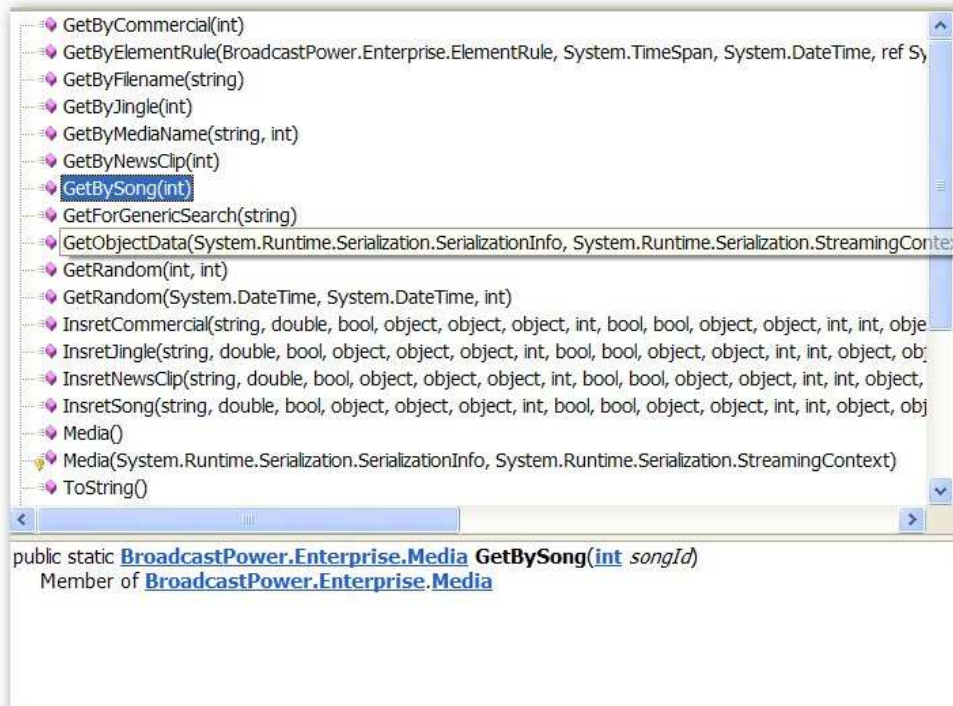 GetByCommercial(int)
GetByElementRule(BroadcastPower.Enterprise.ElementRule, System.TimeSpan, System.DateTime, ref Sy
GetByFilename(string)
GetByJingle(int)
GetByMediaName(string, int)
GetByNewsClip(int)
GetBySong(int)
GetForGenericSearch(string)
GetObjectData(System.Runtime.Serialization.SerializationInfo, System.Runtime.Serialization.StreamingContex
GetRandom(int, int)
GetRandom(System.DateTime, System.DateTime, int)
InsretCommercial(string, double, bool, object, object, object, int, bool, bool, object, object, int, int, obje
InsretJingle(string, double, bool, object, object, object, int, bool, bool, object, object, int, int, object, obj
InsretNewsClip(string, double, bool, object, object, object, int, bool, bool, object, object, int, int, object,
InsretSong(string, double, bool, object, object, object, int, bool, bool, object, object, int, int, object, obj
Media()
Media(System.Runtime.Serialization.SerializationInfo, System.Runtime.Serialization.StreamingContext)
ToString()
public static BroadcastPower.Enterprise.Media GetBySong(int songId)
Member of BroadcastPower.Enterprise.Media